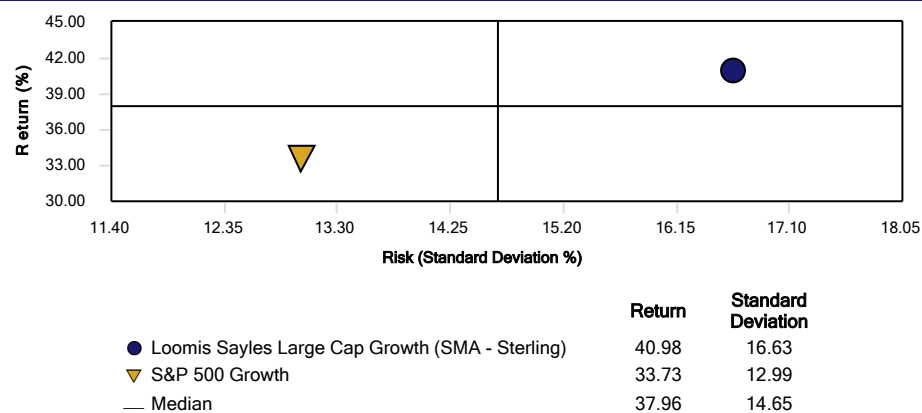 45.00
42.00
39.00
36.00
33.00
30.00
Return (%)
11.40 12.35 13.30 14.25 15.20 16.15 17.10 18.05
Risk (Standard Deviation %)
Return Standard Deviation
Loomis Sayles Large Cap Growth (SMA - Sterling) 40.98 16.63
S&P 500 Growth 33.73 12.99
Median 37.96 14.65